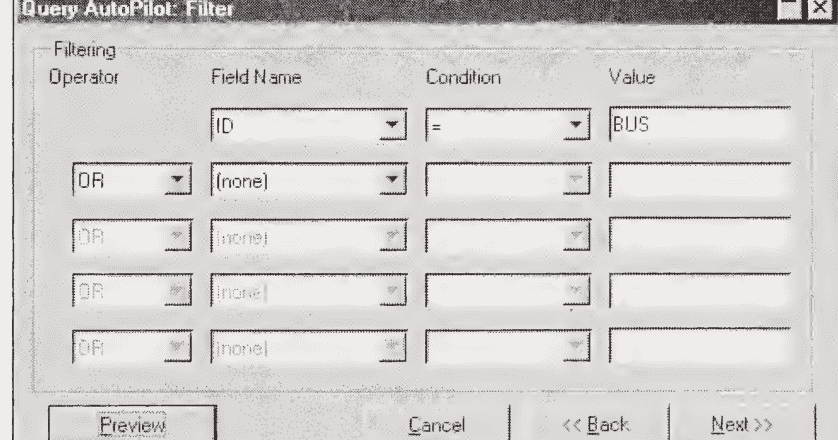 Query AutoPilot: Filter
Filtering
Operator Field Name Condition Value
ID = BUS
OR (none)
OR (none)
OR (none)
OR (none)
Preview Cancel << Back Next >>